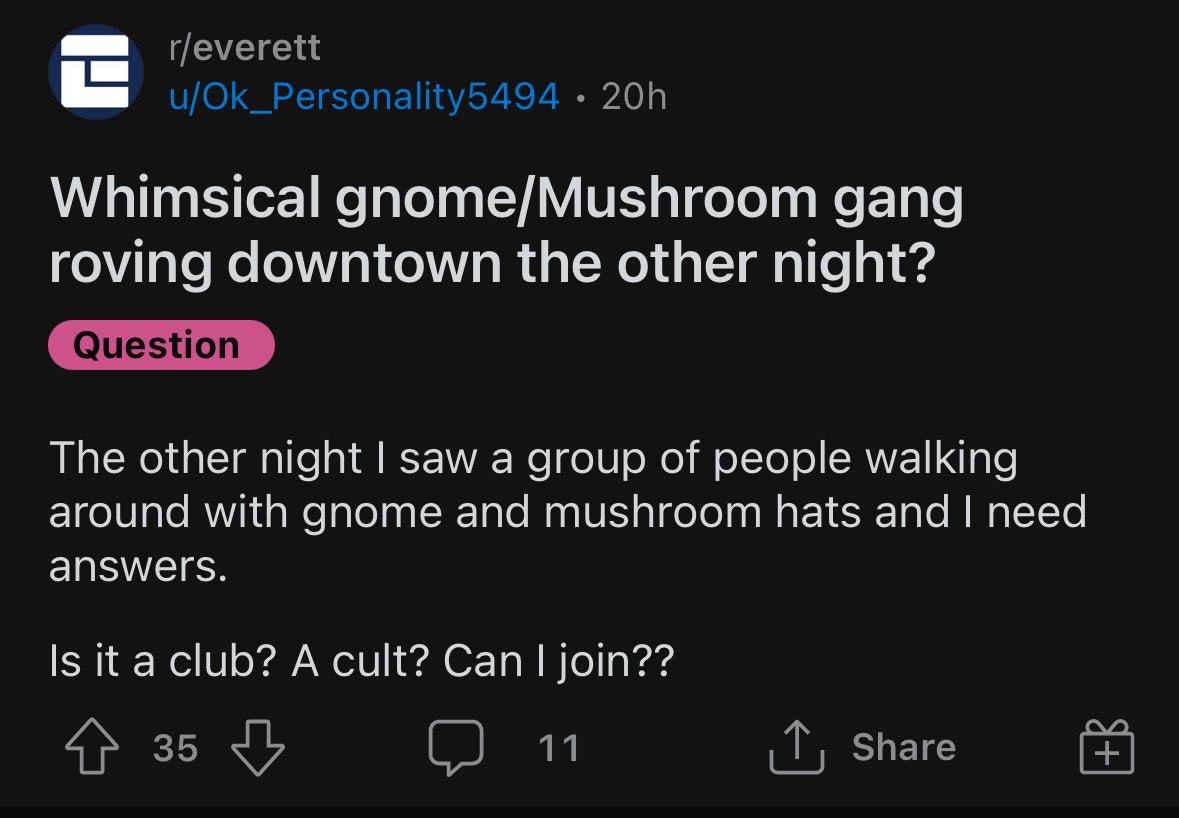 r/everett
u/Ok_Personality5494 • 20h
Whimsical gnome/Mushroom gang
roving downtown the other night?
Question
The other night I saw a group of people walking
around with gnome and mushroom hats and I need
answers.
Is it a club? A cult? Can I join??
35
11
Share